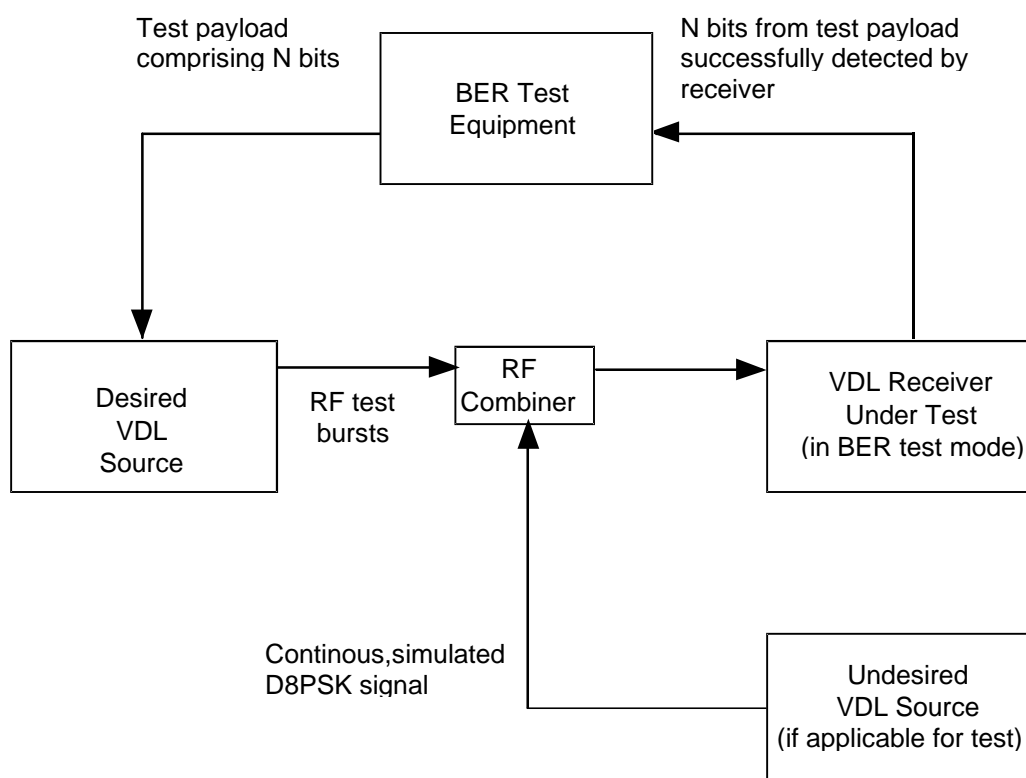 Test payload
comprising N bits
N bits from test payload
successfully detected by
receiver
BER Test
Equipment
Desired
VDL
Source
RF test
bursts
RF
Combiner
VDL Receiver
Under Test
(in BER test mode)
Continous,simulated
D8PSK signal
Undesired
VDL Source
(if applicable for test)